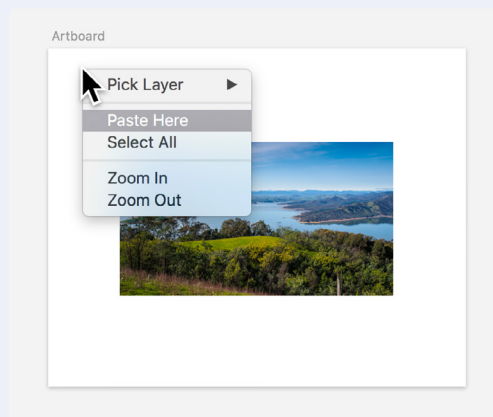 Artboard
Pick Layer
Paste Here
Select All
Zoom In
Zoom Out